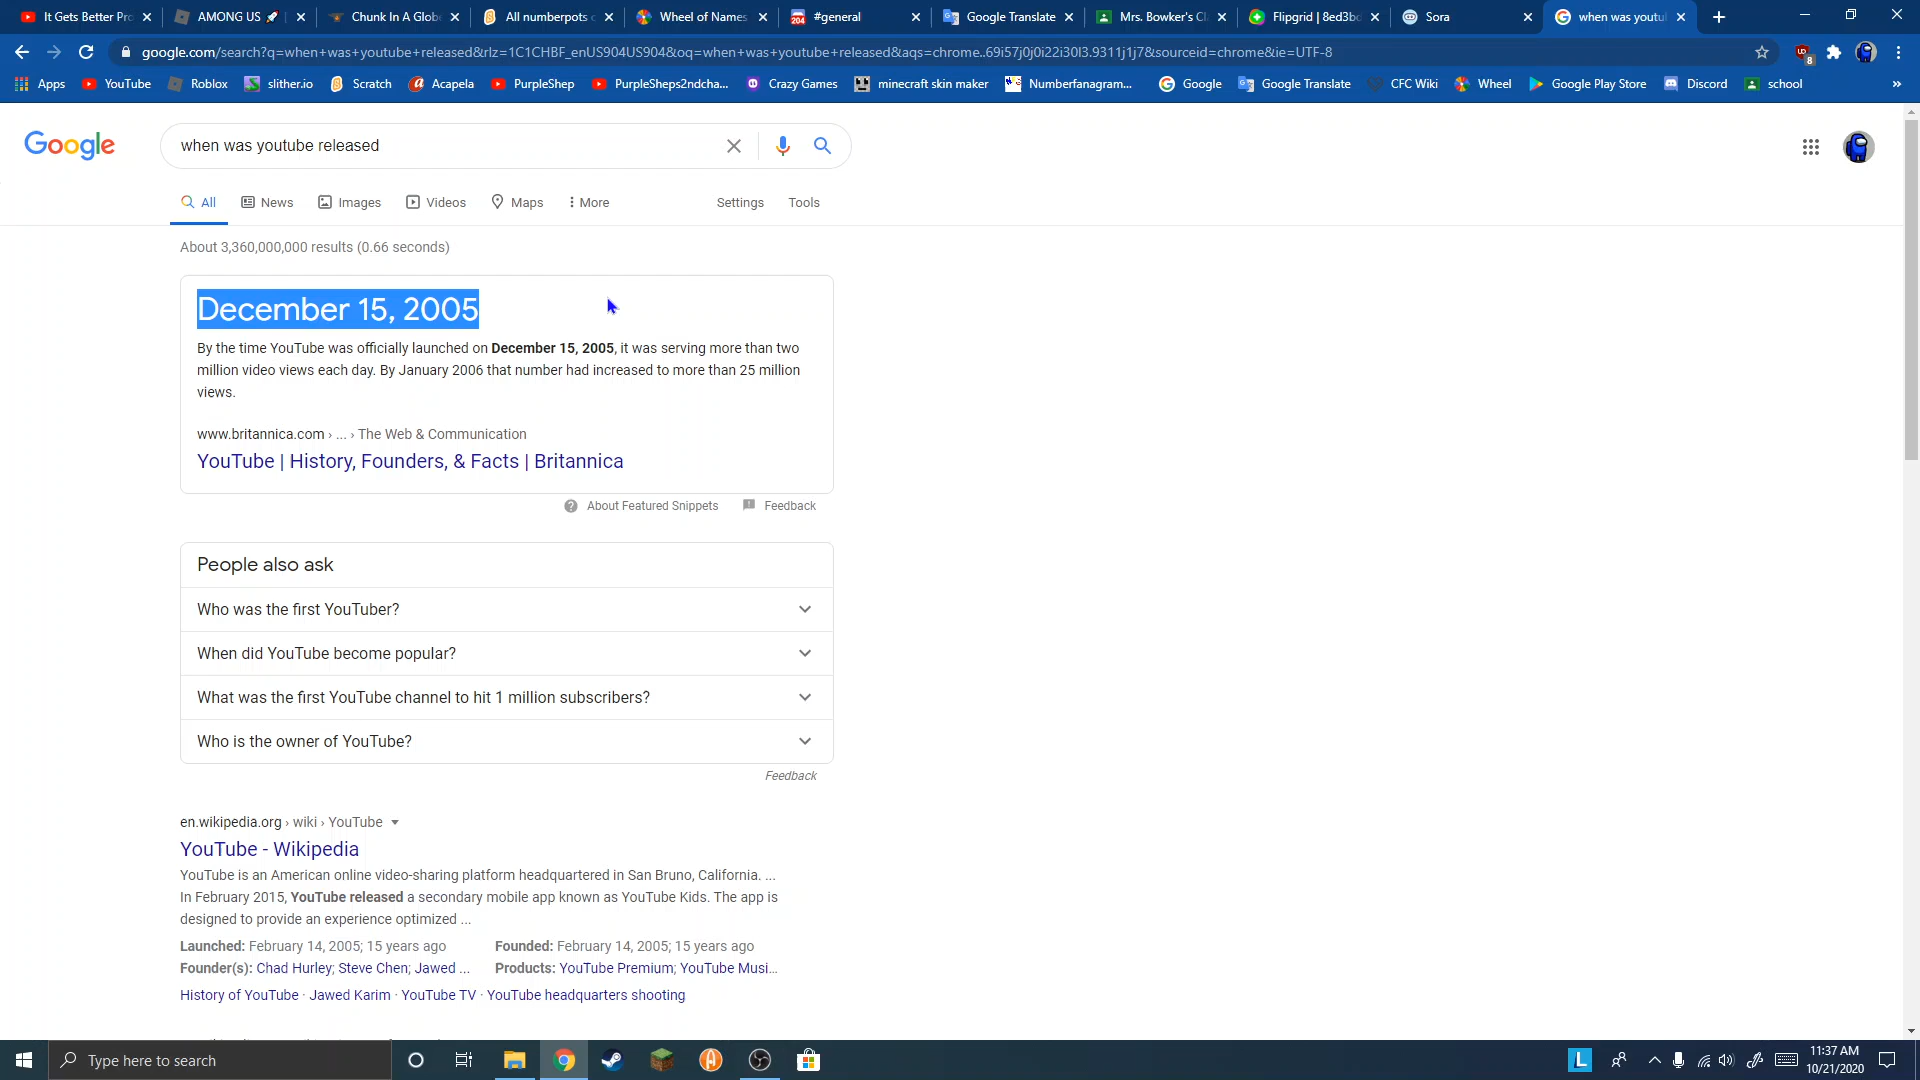 It Gets Better Pro
AMONG US 🚀
Chunk In A Glob
All numberpots c
Wheel of Names
204
#general
Google Translate
Mrs. Bowker's Cl
Flipgrid | 8ed3b
Sora
when was youtu
google.com/search?q=when+was+youtube+released&rlz=1C1CHBF_enUS904US904&oq=when+was+youtube+released&aqs=chrome..69i57j0j0i22i30l3.9311j1j7&sourceid=chrome&ie=UTF-8
8
Apps
YouTube
Roblox
slither.io
Scratch
Acapela
PurpleShep
PurpleSheps2ndcha...
Crazy Games
minecraft skin maker
Numberfanagram...
Google
Google Translate
CFC Wiki
Wheel
Google Play Store
Discord
school
»
Google
when was youtube released
All
News
Images
Videos
Maps
More
Settings
Tools
About 3,360,000,000 results (0.66 seconds)
December 15, 2005
By the time YouTube was officially launched on December 15, 2005, it was serving more than two
million video views each day. By January 2006 that number had increased to more than 25 million
views.
www.britannica.com › ... › The Web & Communication
YouTube | History, Founders, & Facts | Britannica
About Featured Snippets
Feedback
People also ask
Who was the first YouTuber?
When did YouTube become popular?
What was the first YouTube channel to hit 1 million subscribers?
Who is the owner of YouTube?
Feedback
en.wikipedia.org › wiki › YouTube
YouTube - Wikipedia
YouTube is an American online video-sharing platform headquartered in San Bruno, California. ...
In February 2015, YouTube released a secondary mobile app known as YouTube Kids. The app is
designed to provide an experience optimized ...
Launched: February 14, 2005; 15 years ago
Founded: February 14, 2005; 15 years ago
Founder(s): Chad Hurley; Steve Chen; Jawed ...
Products: YouTube Premium; YouTube Musi...
History of YouTube · Jawed Karim · YouTube TV · YouTube headquarters shooting
Type here to search
L
11:37 AM
10/21/2020